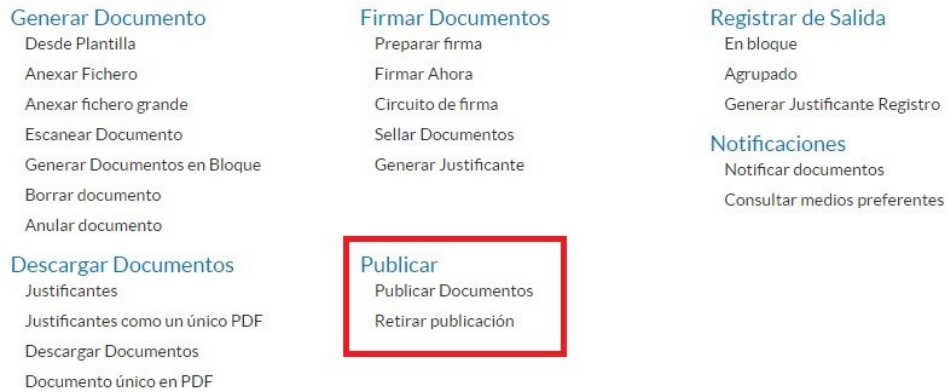 Generar Documento
Desde Plantilla
Anexar Fichero
Anexar fichero grande
Escanear Documento
Generar Documentos en Bloque
Borrar documento
Anular documento
Descargar Documentos
Justificantes
Justificantes como un único PDF
Descargar Documentos
Documento único en PDF
Firmar Documentos
Preparar firma
Firmar Ahora
Circuito de firma
Sellar Documentos
Generar Justificante
Publicar
Publicar Documentos
Retirar publicación
Registrar de Salida
En bloque
Agrupado
Generar Justificante Registro
Notificaciones
Notificar documentos
Consultar medios preferentes